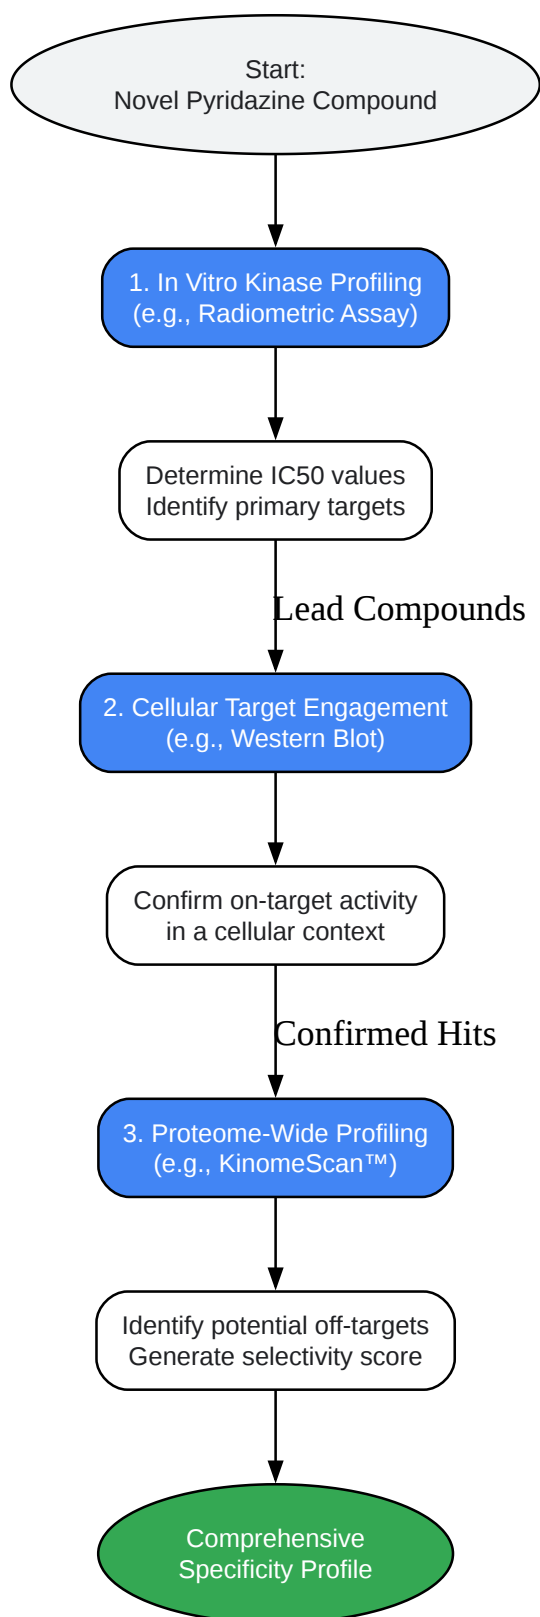 Start:
Novel Pyridazine Compound
1. In Vitro Kinase Profiling
(e.g., Radiometric Assay)
Determine IC50 values
Identify primary targets
Lead Compounds
2. Cellular Target Engagement
(e.g., Western Blot)
Confirm on-target activity
in a cellular context
Confirmed Hits
3. Proteome-Wide Profiling
(e.g., KinomeScan™)
Identify potential off-targets
Generate selectivity score
Comprehensive
Specificity Profile